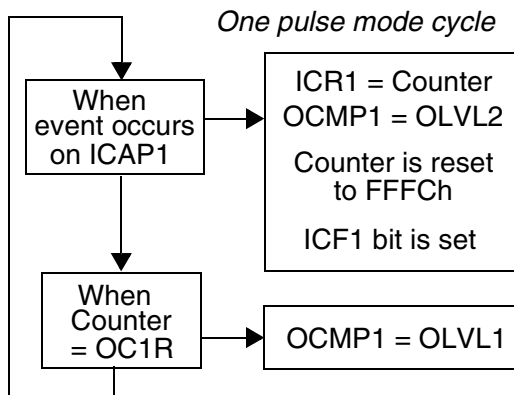 One pulse mode cycle
When
event occurs
on ICAP1
ICR1 = Counter
OCMP1 = OLVL2
Counter is reset
to FFFCh
ICF1 bit is set
When
Counter
= OC1R
OCMP1 = OLVL1